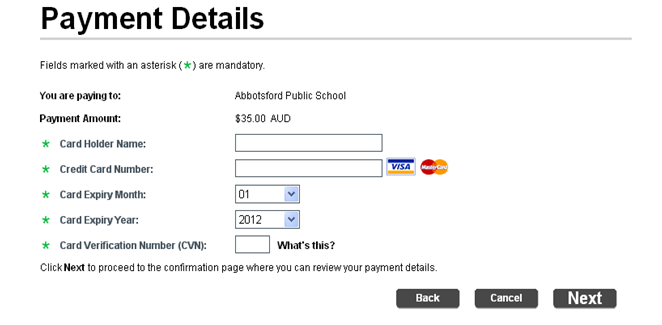 Payment Details
Fields marked with an asterisk (*) are mandatory.
You are paying to: Abbotsford Public School
Payment Amount: $35.00 AUD
* Card Holder Name:
* Credit Card Number: VISA MasterCard
* Card Expiry Month: 01
* Card Expiry Year: 2012
* Card Verification Number (CVN): What's this?
Click Next to proceed to the confirmation page where you can review your payment details.
Back Cancel Next